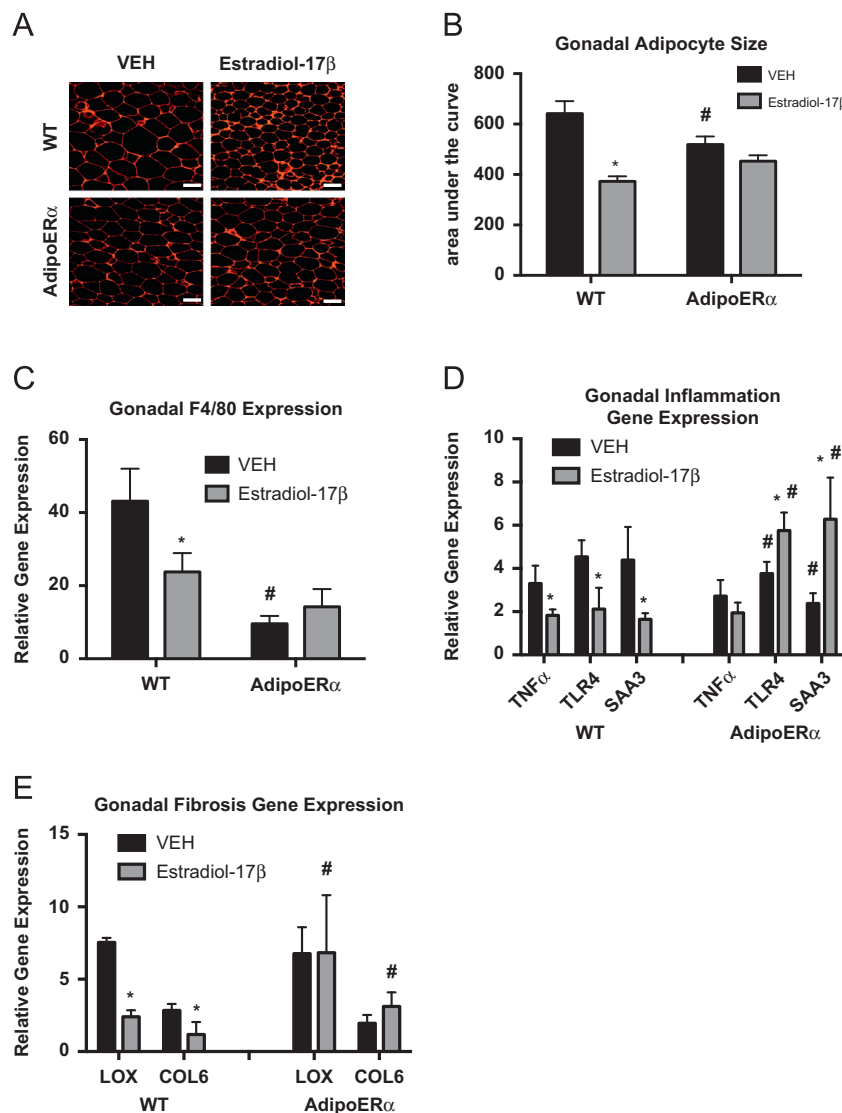 A
VEH Estradiol-17β
WT
AdipoERα
B
Gonadal Adipocyte Size
area under the curve
800
600
400
200
0
VEH
Estradiol-17β
#
*
WT AdipoERα
C
Gonadal F4/80 Expression
Relative Gene Expression
60
40
20
0
VEH
Estradiol-17β
*
#
WT AdipoERα
D
Gonadal Inflammation
Gene Expression
Relative Gene Expression
10
8
6
4
2
0
VEH
Estradiol-17β
* * * # * # # * #
TNFα TLR4 SAA3 TNFα TLR4 SAA3
WT AdipoERα
E
Gonadal Fibrosis Gene Expression
Relative Gene Expression
15
10
5
0
VEH
Estradiol-17β
* * # #
LOX COL6 LOX COL6
WT AdipoERα